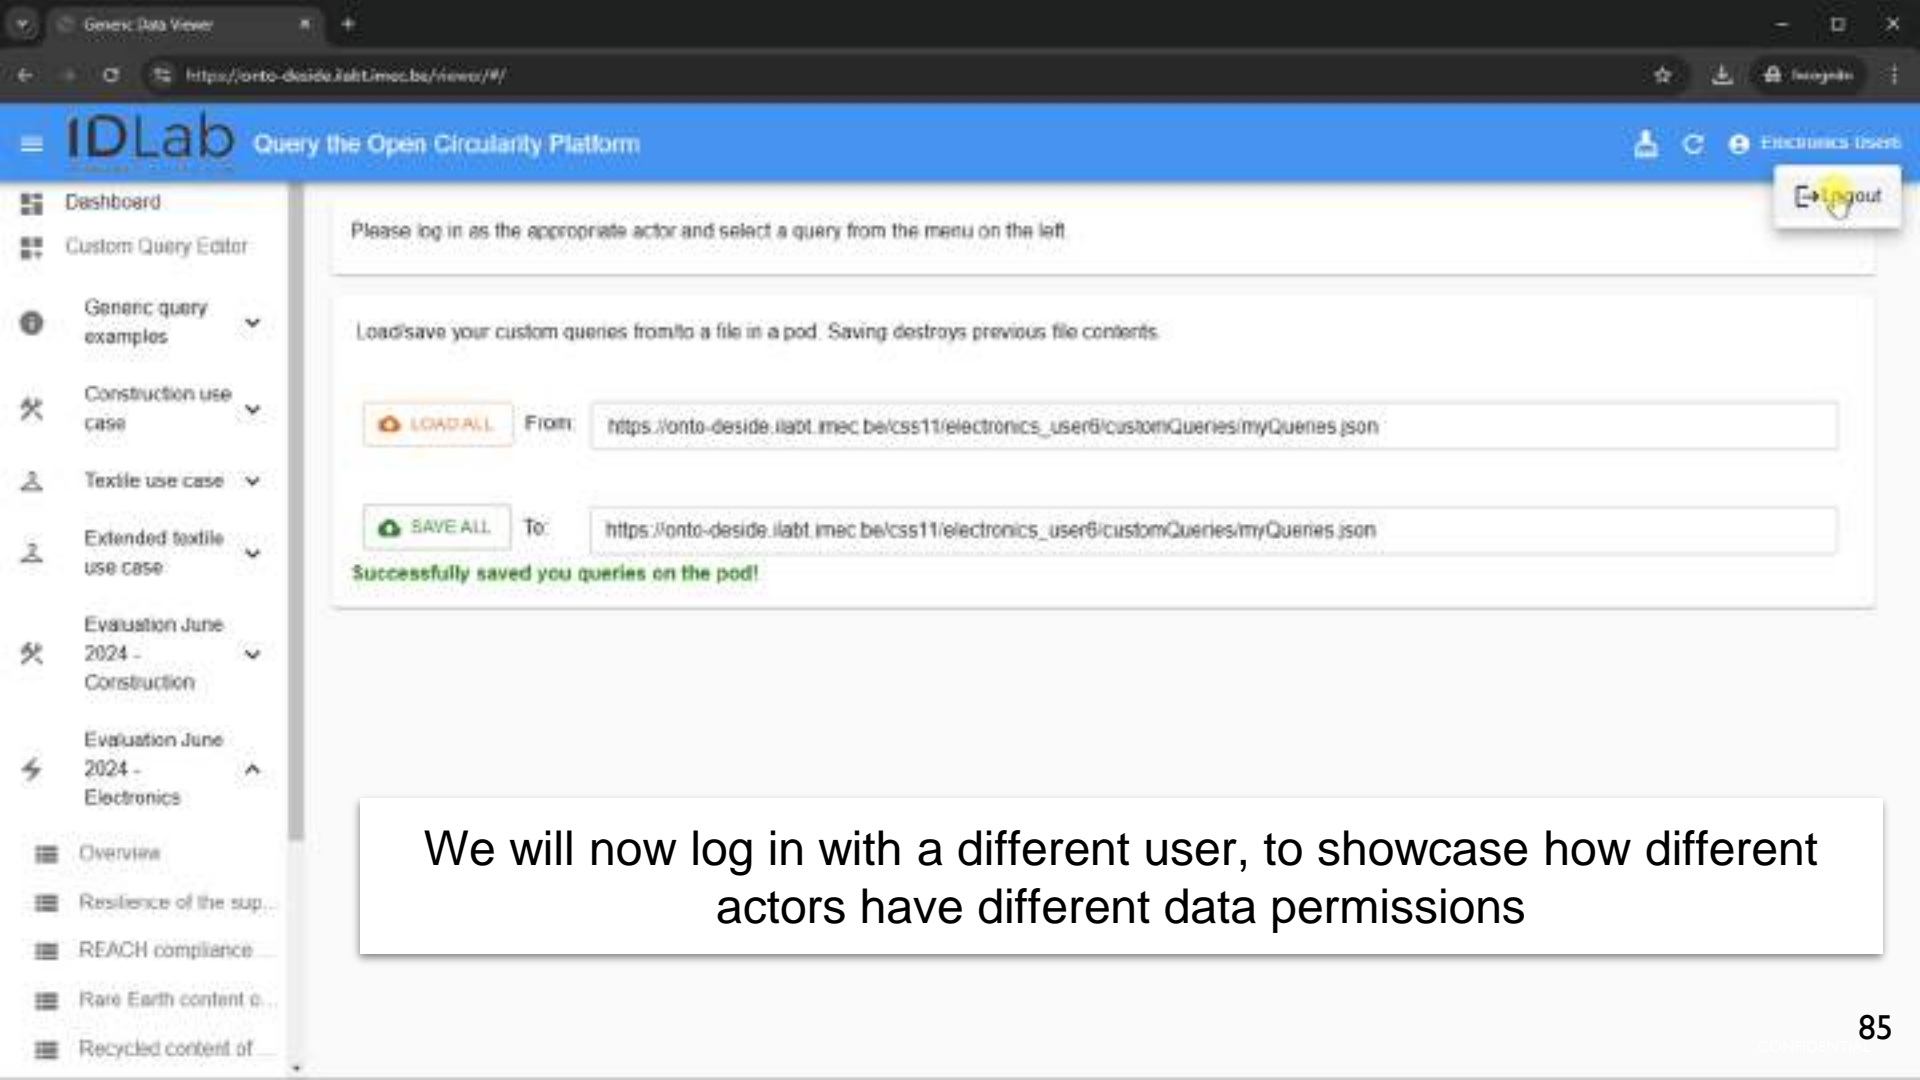 Generic Data Viewer
https://onto-deside.ilabt.imec.be/viewer/#/
Incognito
IDLab
Query the Open Circularity Platform
Electronics User6
Logout
Dashboard
Custom Query Editor
Generic query
examples
Construction use
case
Textile use case
Extended textile
use case
Evaluation June
2024 -
Construction
Evaluation June
2024 -
Electronics
Overview
Resilience of the sup...
REACH compliance ...
Rare Earth content o...
Recycled content of ...
Please log in as the appropriate actor and select a query from the menu on the left.
Load/save your custom queries from/to a file in a pod. Saving destroys previous file contents.
LOAD ALL From: https://onto-deside.ilabt.imec.be/css11/electronics_user6/customQueries/myQueries.json
SAVE ALL To: https://onto-deside.ilabt.imec.be/css11/electronics_user6/customQueries/myQueries.json
Successfully saved you queries on the pod!
We will now log in with a different user, to showcase how different
actors have different data permissions
85